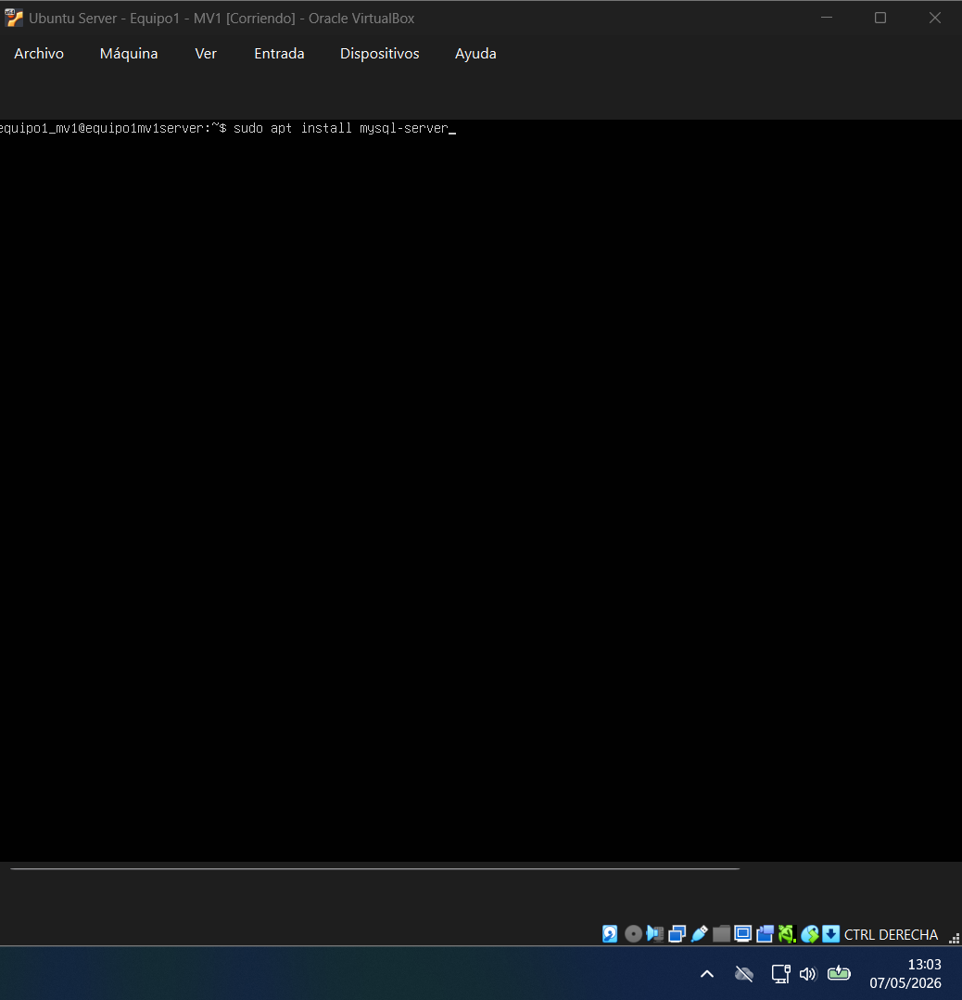 Ubuntu Server - Equipo1 - MV1 [Corriendo] - Oracle VirtualBox
Archivo Máquina Ver Entrada Dispositivos Ayuda
equipo1_mv1@equipo1mv1server:~$ sudo apt install mysql-server_
CTRL DERECHA
13:03
07/05/2026